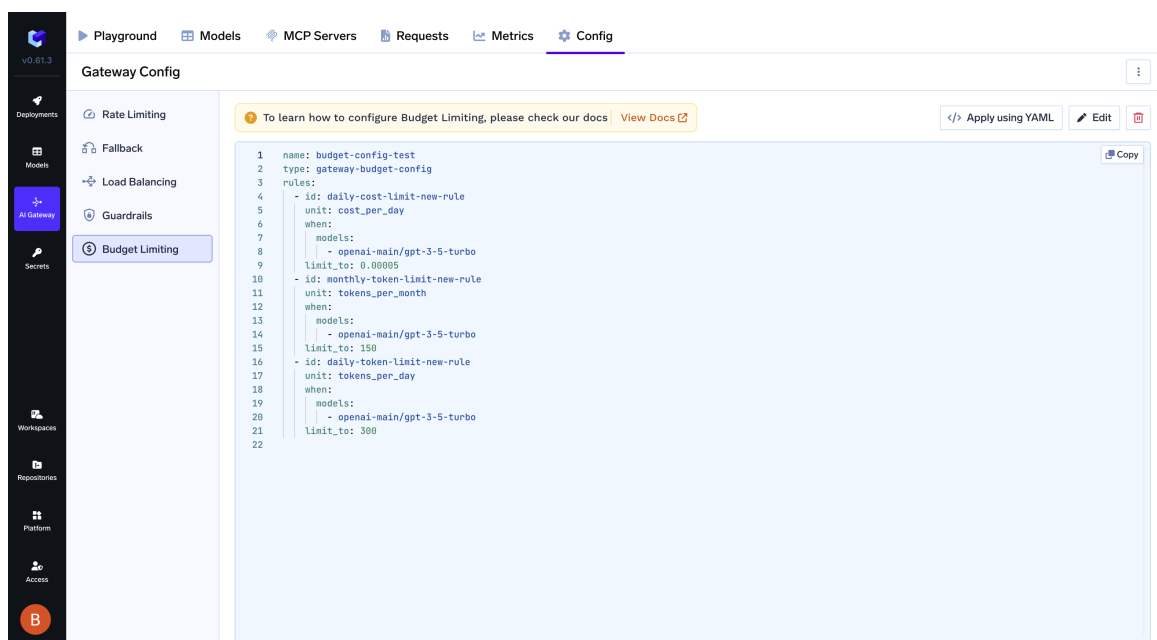 Playground Models MCP Servers Requests Metrics Config
v0.61.3
Gateway Config
Deployments
Models
AI Gateway
Secrets
Workspaces
Repositories
Platform
Access
B
Rate Limiting
Fallback
Load Balancing
Guardrails
Budget Limiting
? To learn how to configure Budget Limiting, please check our docs View Docs
</> Apply using YAML Edit
Copy
1 name: budget-config-test
2 type: gateway-budget-config
3 rules:
4 - id: daily-cost-limit-new-rule
5 unit: cost_per_day
6 when:
7 models:
8 - openai-main/gpt-3-5-turbo
9 limit_to: 0.00005
10 - id: monthly-token-limit-new-rule
11 unit: tokens_per_month
12 when:
13 models:
14 - openai-main/gpt-3-5-turbo
15 limit_to: 150
16 - id: daily-token-limit-new-rule
17 unit: tokens_per_day
18 when:
19 models:
20 - openai-main/gpt-3-5-turbo
21 limit_to: 300
22